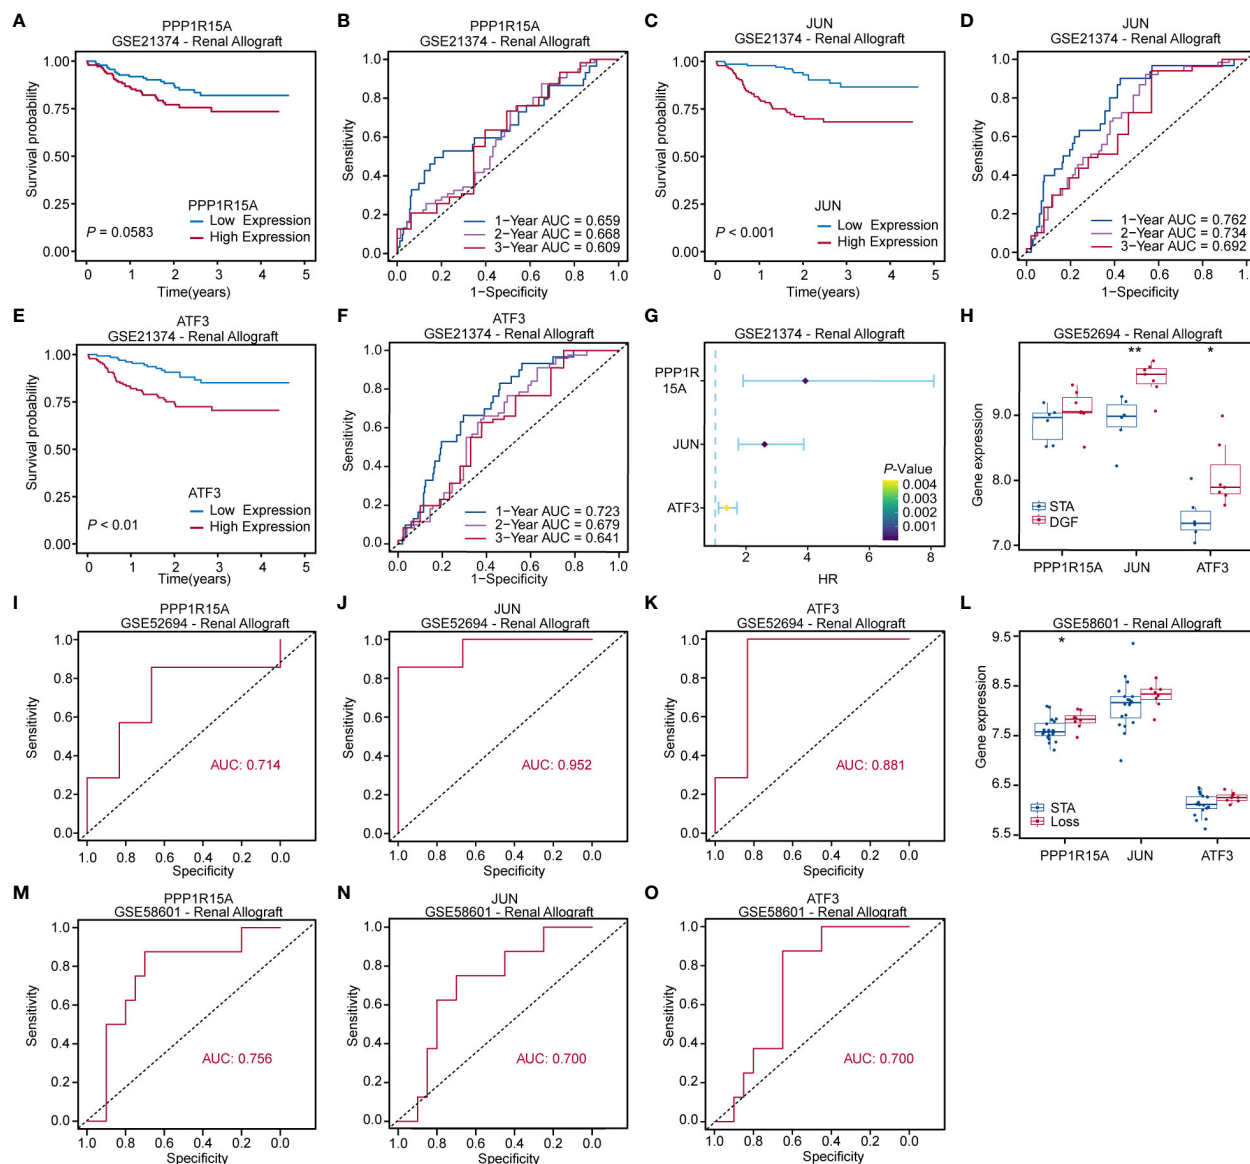 A
PPP1R15A
GSE21374 - Renal Allograft
Survival probability
1.00
0.75
0.50
0.25
0.00
PPP1R15A
Low Expression
High Expression
P = 0.0583
0 1 2 3 4 5
Time(years)
B
PPP1R15A
GSE21374 - Renal Allograft
Sensitivity
1.0
0.8
0.6
0.4
0.2
0.0
1-Year AUC = 0.659
2-Year AUC = 0.668
3-Year AUC = 0.609
0.0 0.2 0.4 0.6 0.8 1.0
1-Specificity
C
JUN
GSE21374 - Renal Allograft
Survival probability
1.00
0.75
0.50
0.25
0.00
JUN
Low Expression
High Expression
P < 0.001
0 1 2 3 4 5
Time(years)
D
JUN
GSE21374 - Renal Allograft
Sensitivity
1.0
0.8
0.6
0.4
0.2
0.0
1-Year AUC = 0.762
2-Year AUC = 0.734
3-Year AUC = 0.692
0.0 0.2 0.4 0.6 0.8 1.
1-Specificity
E
ATF3
GSE21374 - Renal Allograft
Survival probability
1.00
0.75
0.50
0.25
0.00
ATF3
Low Expression
High Expression
P < 0.01
0 1 2 3 4 5
Time(years)
F
ATF3
GSE21374 - Renal Allograft
Sensitivity
1.0
0.8
0.6
0.4
0.2
0.0
1-Year AUC = 0.723
2-Year AUC = 0.679
3-Year AUC = 0.641
0.0 0.2 0.4 0.6 0.8 1.0
1-Specificity
G
GSE21374 - Renal Allograft
PPP1R
15A
JUN
ATF3
P-Value
0.004
0.003
0.002
0.001
2 4 6 8
HR
H
GSE52694 - Renal Allograft
** *
Gene expression
9.0
8.0
7.0
STA
DGF
PPP1R15A JUN ATF3
I
PPP1R15A
GSE52694 - Renal Allograft
Sensitivity
1.0
0.8
0.6
0.4
0.2
0.0
AUC: 0.714
1.0 0.8 0.6 0.4 0.2 0.0
Specificity
J
JUN
GSE52694 - Renal Allograft
Sensitivity
1.0
0.8
0.6
0.4
0.2
0.0
AUC: 0.952
1.0 0.8 0.6 0.4 0.2 0.0
Specificity
K
ATF3
GSE52694 - Renal Allograft
Sensitivity
1.0
0.8
0.6
0.4
0.2
0.0
AUC: 0.881
1.0 0.8 0.6 0.4 0.2 0.0
Specificity
L
GSE58601 - Renal Allograft
*
Gene expression
9.5
8.5
7.5
6.5
5.5
STA
Loss
PPP1R15A JUN ATF3
M
PPP1R15A
GSE58601 - Renal Allograft
Sensitivity
1.0
0.8
0.6
0.4
0.2
0.0
AUC: 0.756
1.0 0.8 0.6 0.4 0.2 0.0
Specificity
N
JUN
GSE58601 - Renal Allograft
Sensitivity
1.0
0.8
0.6
0.4
0.2
0.0
AUC: 0.700
1.0 0.8 0.6 0.4 0.2 0.0
Specificity
O
ATF3
GSE58601 - Renal Allograft
Sensitivity
1.0
0.8
0.6
0.4
0.2
0.0
AUC: 0.700
1.0 0.8 0.6 0.4 0.2 0.0
Specificity